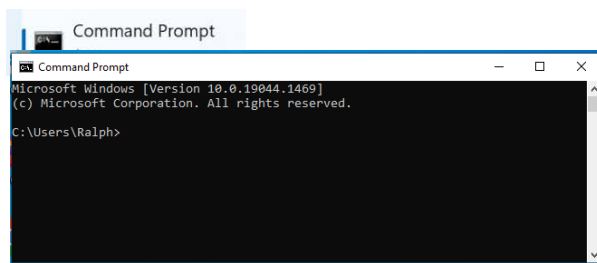 Command Prompt
Command Prompt
Microsoft Windows [Version 10.0.19044.1469]
(c) Microsoft Corporation. All rights reserved.
C:\Users\Ralph>